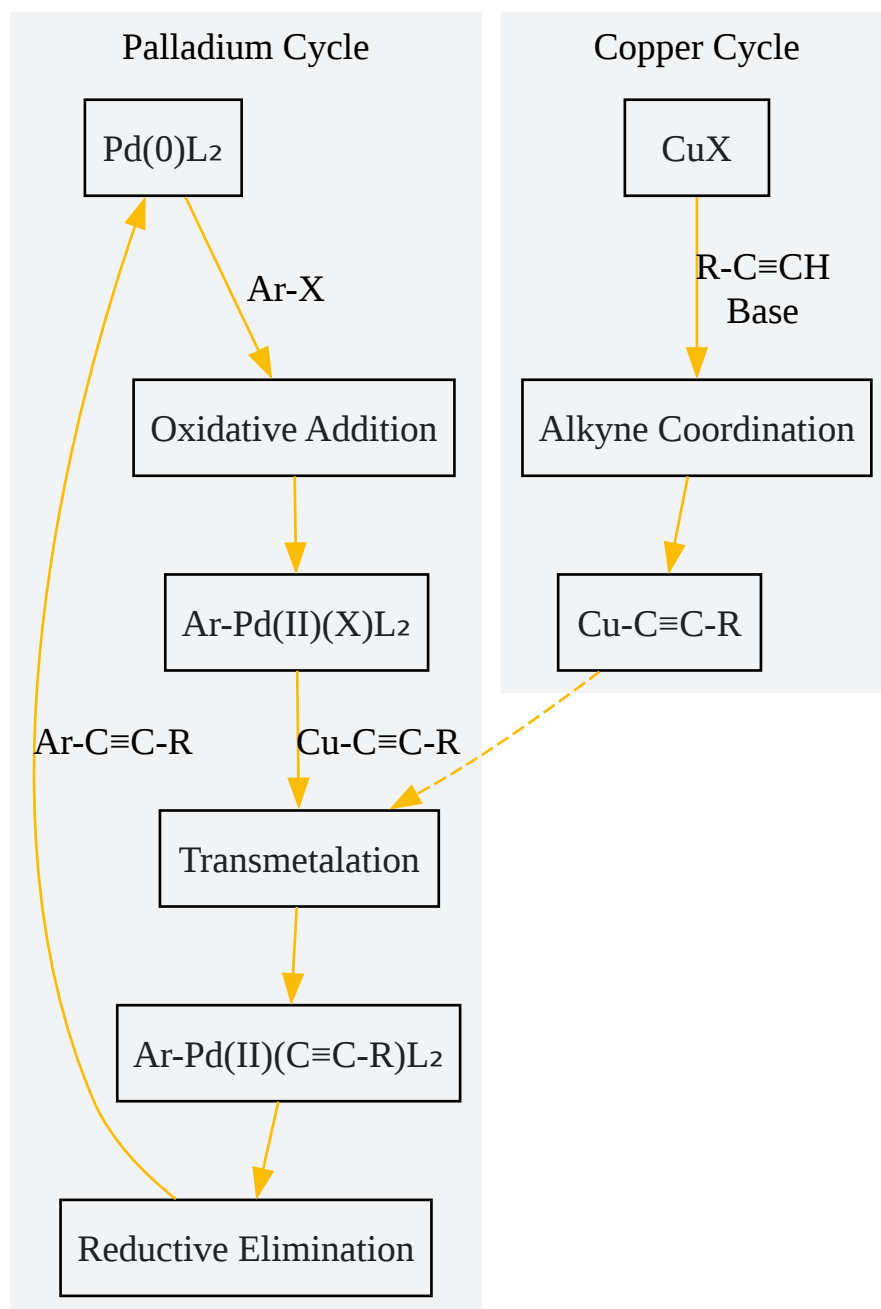 Palladium Cycle
Pd(0)L₂
Ar-X
Oxidative Addition
Ar-Pd(II)(X)L₂
Ar-C≡C-R
Cu-C≡C-R
Transmetalation
Ar-Pd(II)(C≡C-R)L₂
Reductive Elimination
Copper Cycle
CuX
R-C≡CH
Base
Alkyne Coordination
Cu-C≡C-R